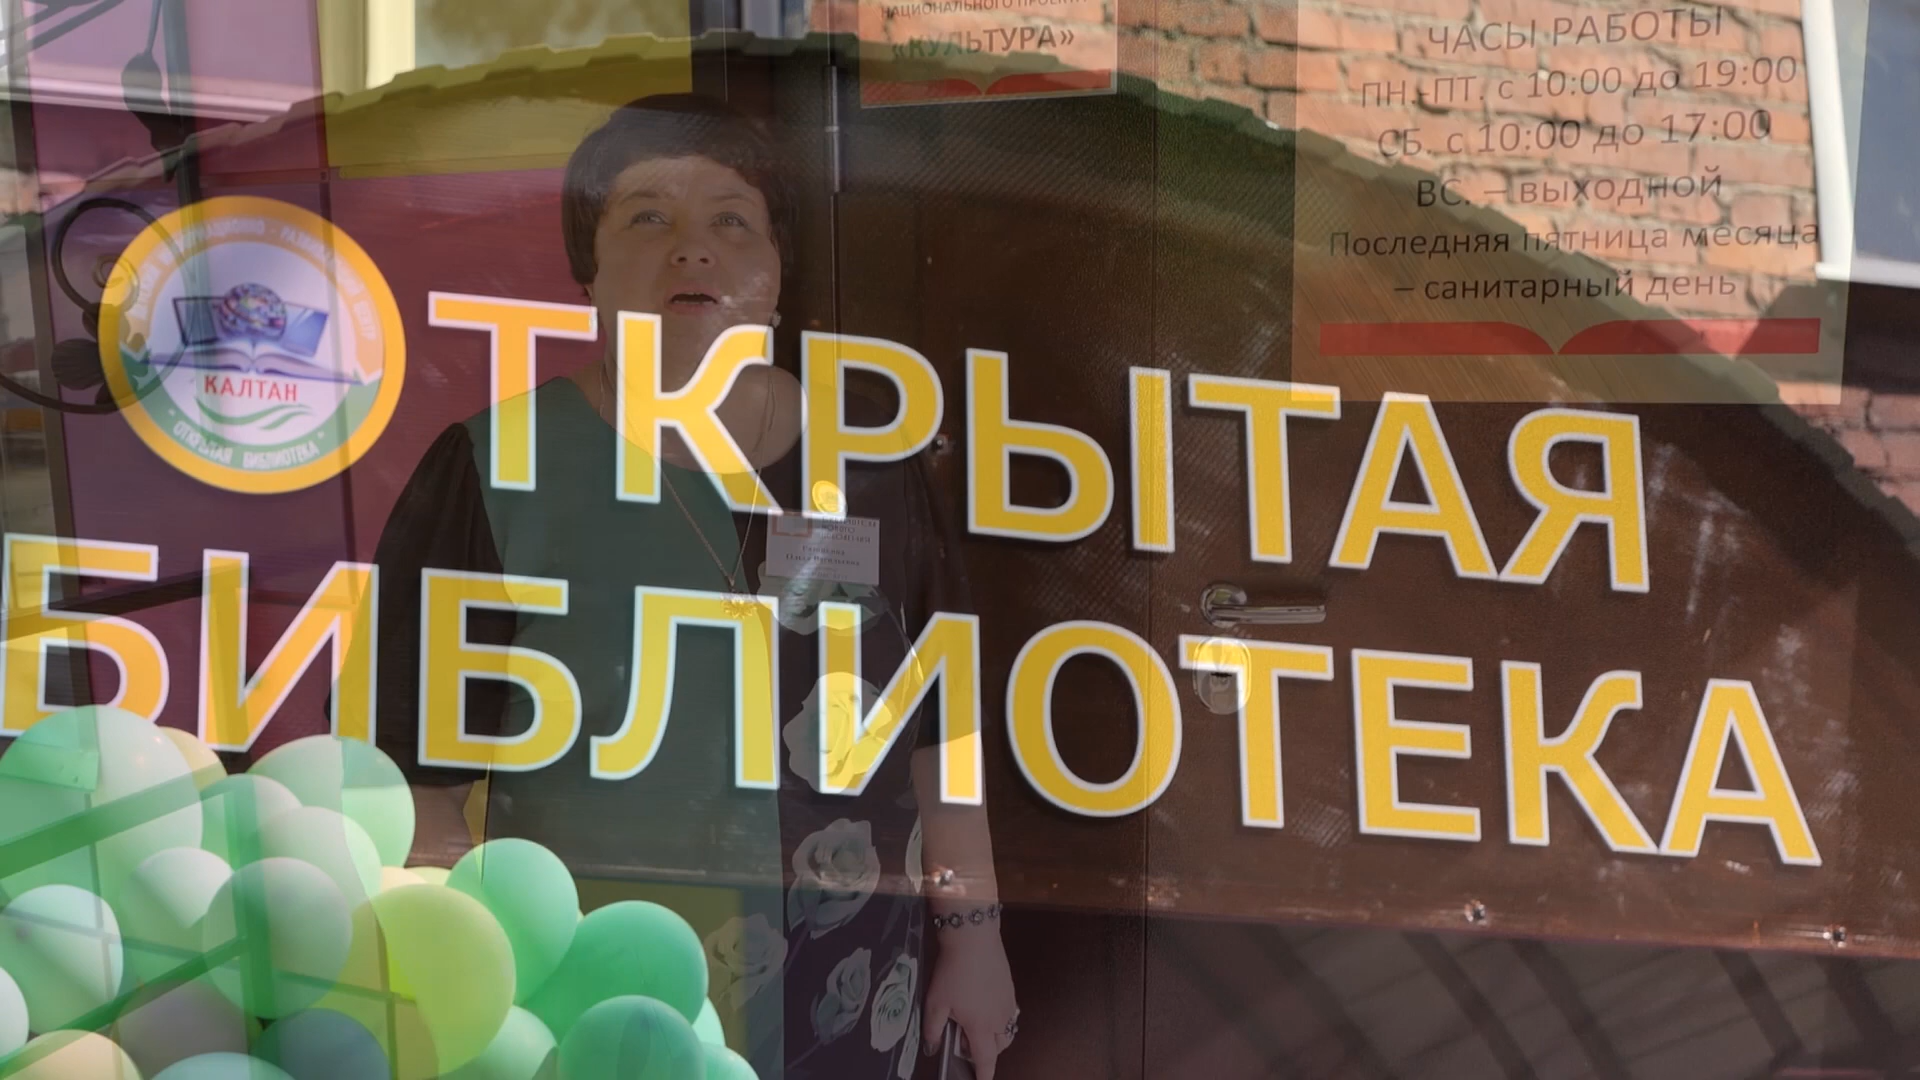 НАЦИОНАЛЬНОГО ПРОЕКТА
«КУЛЬТУРА»
ЧАСЫ РАБОТЫ
ПН.-ПТ. с 10:00 до 19:00
СБ. с 10:00 до 17:00
ВС. – выходной
Последняя пятница месяца
– санитарный день
КАЛТАН
"ОТКРЫТАЯ БИБЛИОТЕКА"
ТКРЫТАЯ
БИБЛИОТЕКА